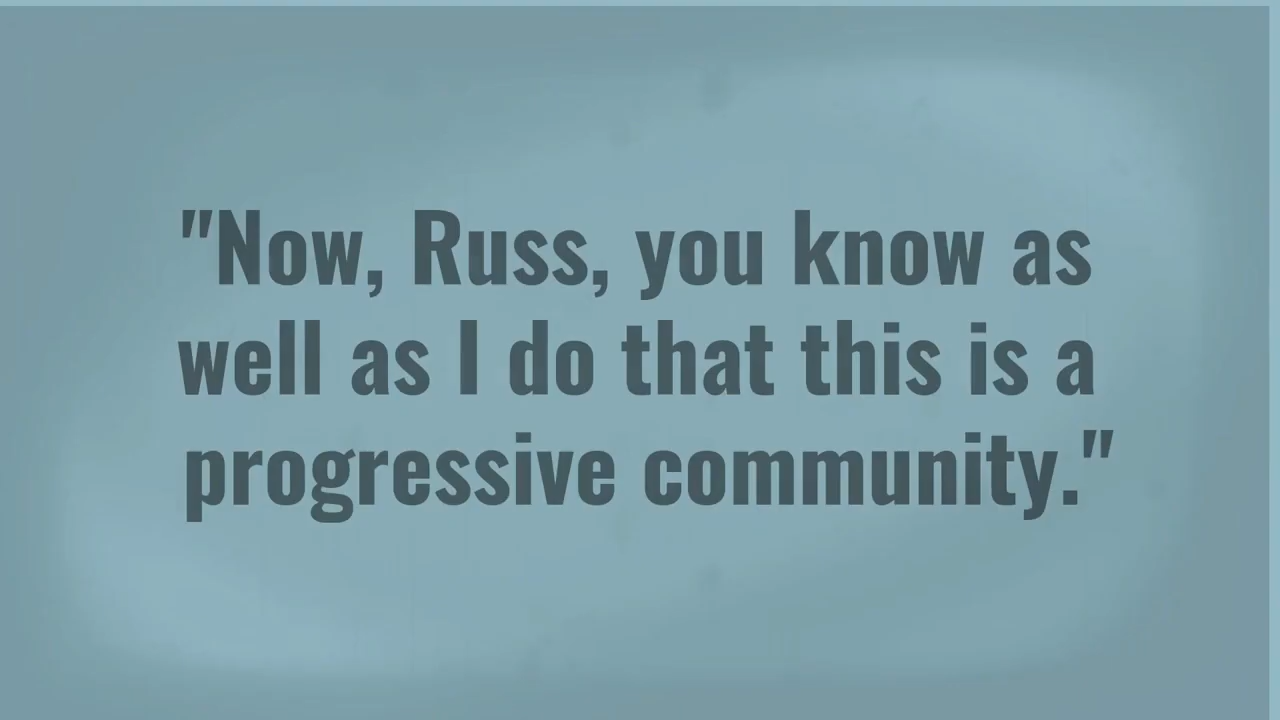 "Now, Russ, you know as
well as I do that this is a
progressive community."